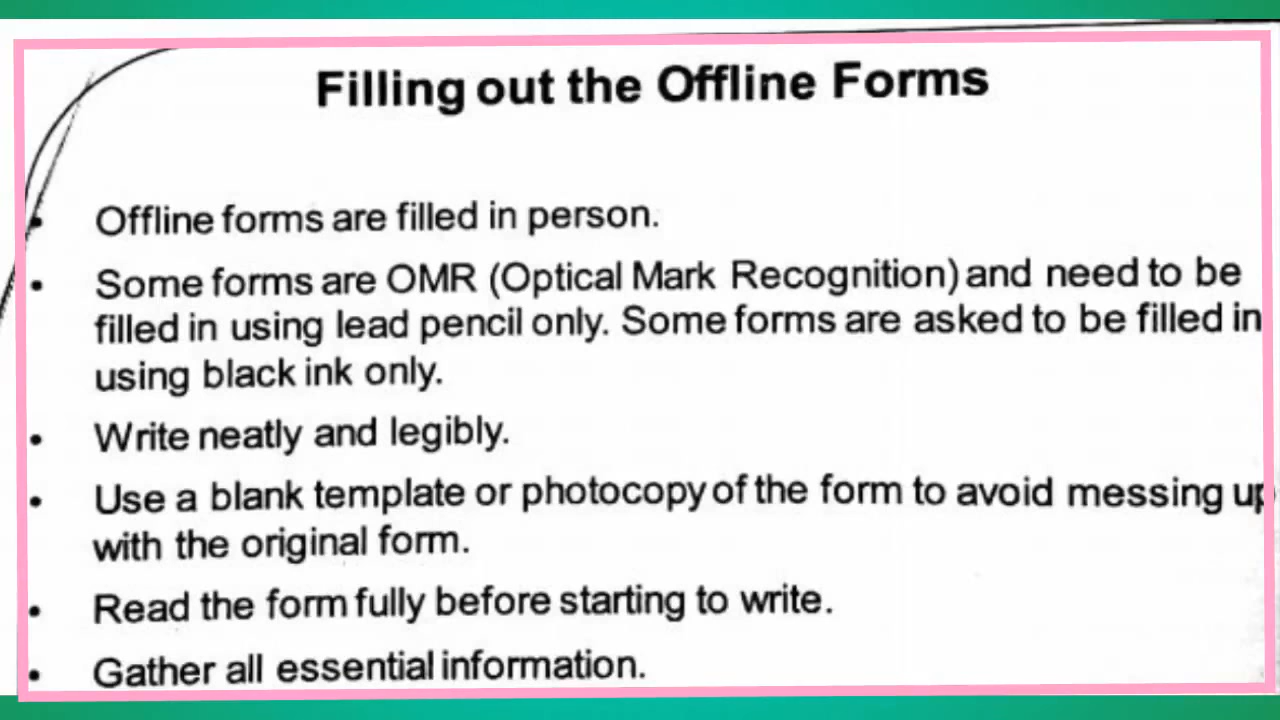 Filling out the Offline Forms
• Offline forms are filled in person.
• Some forms are OMR (Optical Mark Recognition) and need to be
filled in using lead pencil only. Some forms are asked to be filled in
using black ink only.
• Write neatly and legibly.
• Use a blank template or photocopy of the form to avoid messing up
with the original form.
• Read the form fully before starting to write.
• Gather all essential information.